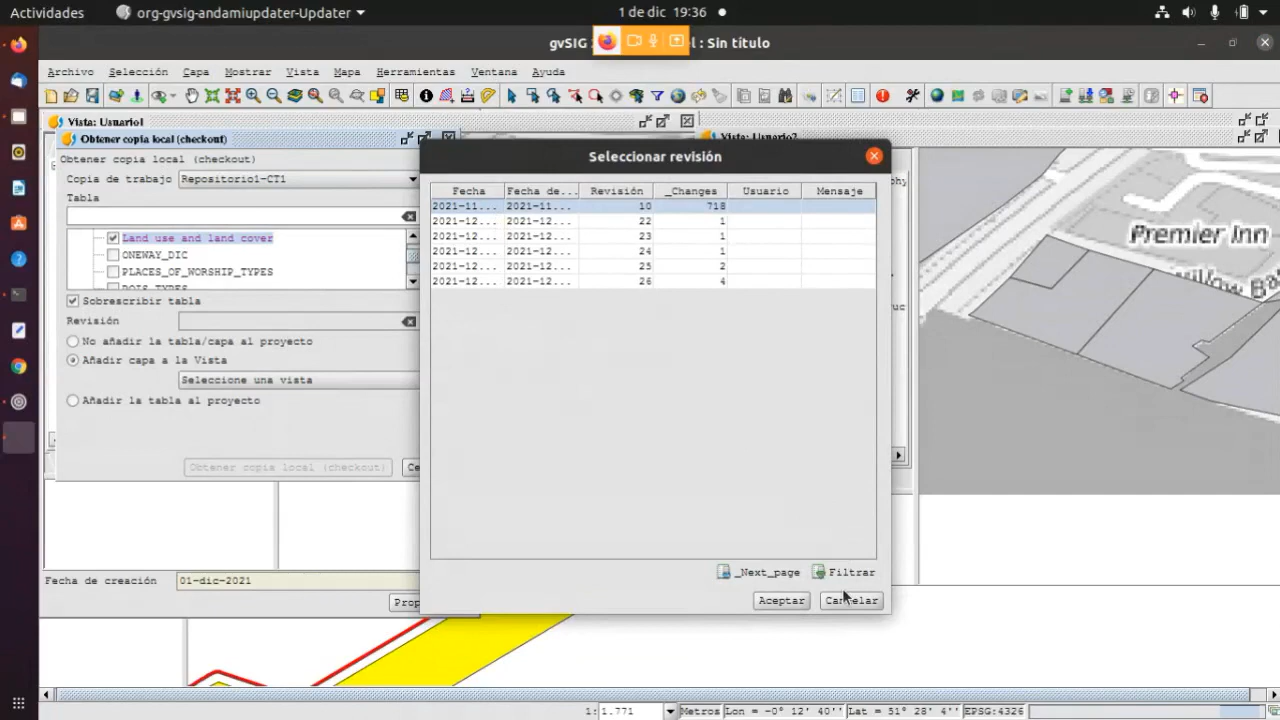 Actividades org-gvsig-andamiupdater-Updater 1 de dic 19:36
gvSIG : Sin título
Archivo Selección Capa Mostrar Vista Mapa Herramientas Ventana Ayuda
Vista: Usuario1
Obtener copia local (checkout)
Obtener copia local (checkout)
Copia de trabajo Repositorio1-CT1
Tabla
Land use and land cover
ONEWAY_DIC
PLACES_OF_WORSHIP_TYPES
Sobrescribir tabla
Revisión
No añadir la tabla/capa al proyecto
Añadir capa a la Vista
Seleccione una vista
Añadir la tabla al proyecto
Obtener copia local (checkout) Ce
Fecha de creación 01-dic-2021
Prop
Seleccionar revisión
Fecha Fecha de... Revisión _Changes Usuario Mensaje
2021-11... 2021-11... 10 718
2021-12... 2021-12... 22 1
2021-12... 2021-12... 23 1
2021-12... 2021-12... 24 1
2021-12... 2021-12... 25 2
2021-12... 2021-12... 26 4
_Next_page Filtrar
Aceptar Cancelar
Premier Inn
1: 1.771 Metros Lon = -0° 12' 40'' Lat = 51° 28' 4'' EPSG:4326